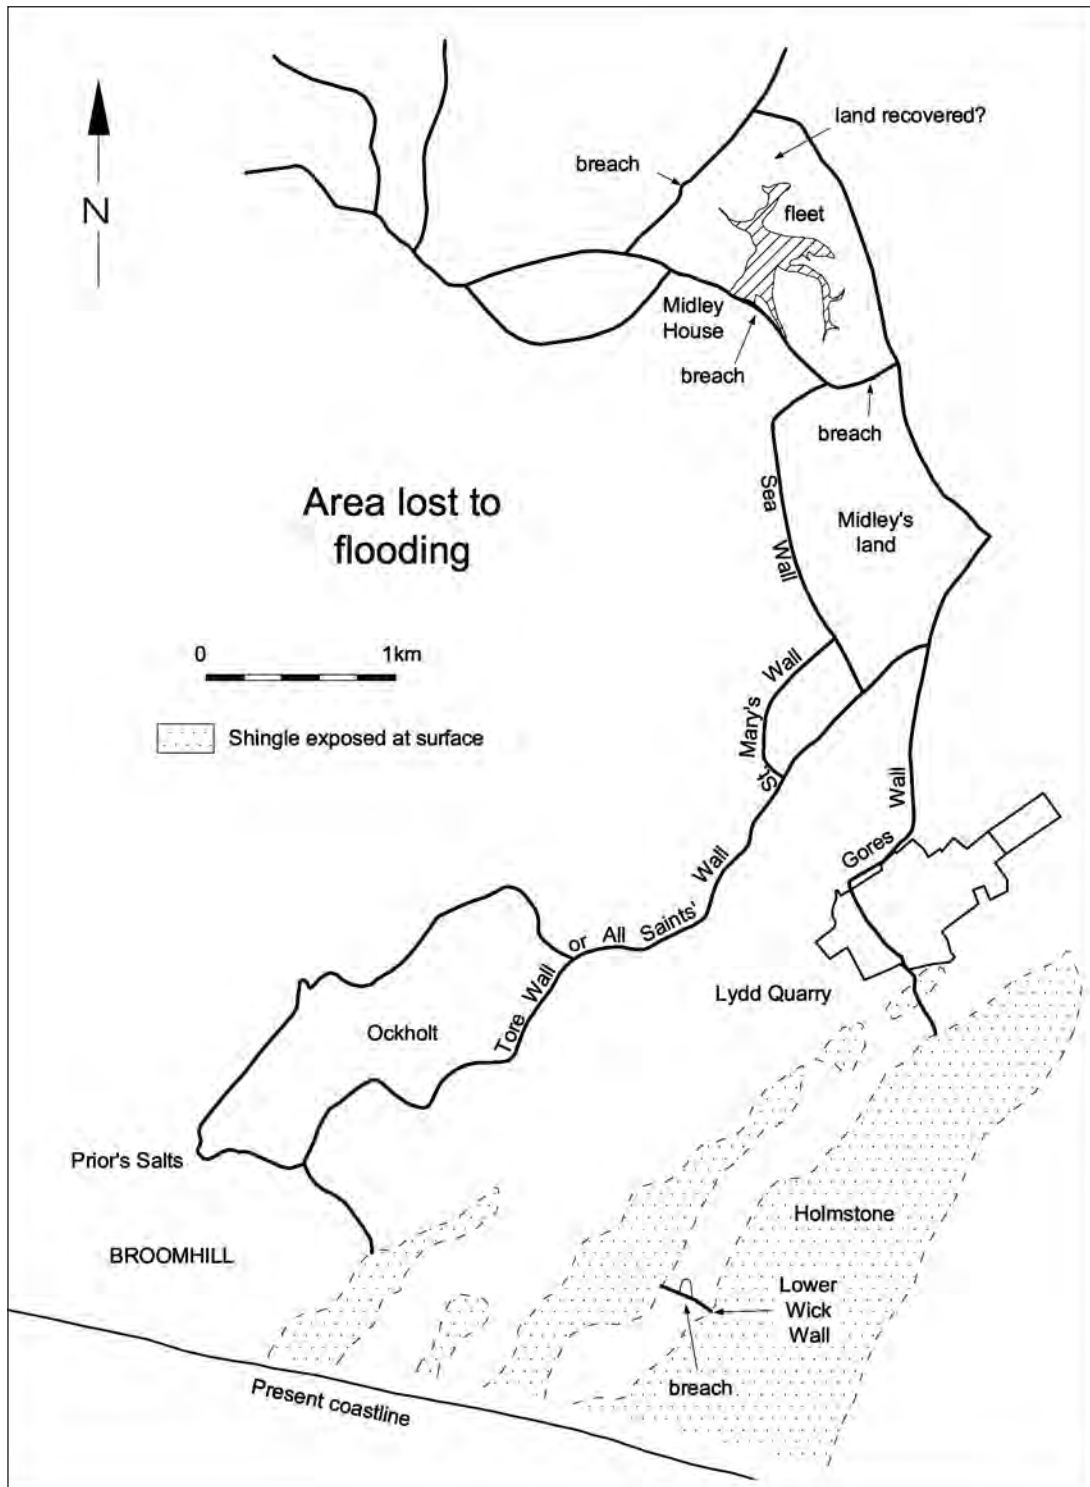 land recovered?
breach
N
fleet
Midley
House
breach
breach
Sea Wall
Midley's
land
Area lost to
flooding
0 1km
St. Mary's Wall
Shingle exposed at surface
Gores Wall
Tore Wall or All Saints' Wall
Lydd Quarry
Ockholt
Prior's Salts
Holmstone
BROOMHILL
Lower
Wick
Wall
breach
Present coastline